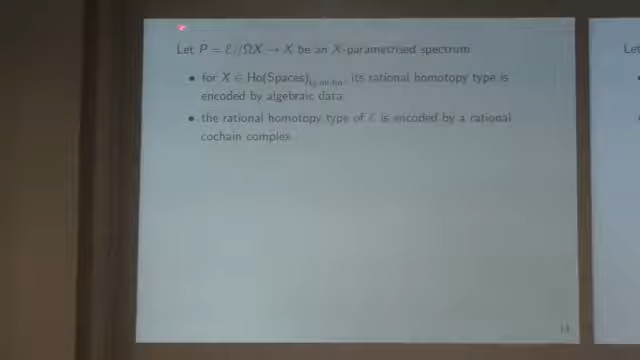 Let P = ℰ//ΩX → X be an X-parametrised spectrum
• for X ∈ Ho(Spaces) its rational homotopy type is
encoded by algebraic data.
• the rational homotopy type of ℰ is encoded by a rational
cochain complex
Let